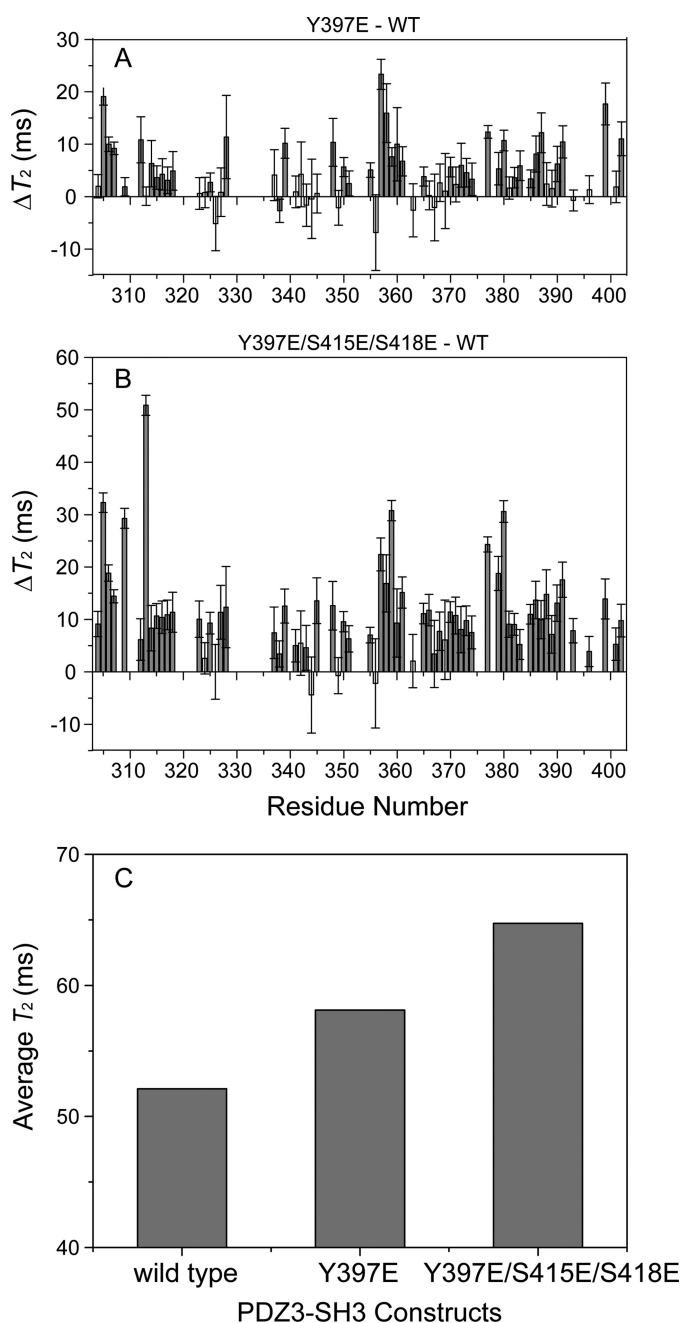 Y397E - WT
A
30
20
10
0
-10
ΔT2 (ms)
310 320 330 340 350 360 370 380 390 400
Y397E/S415E/S418E - WT
B
60
50
40
30
20
10
0
-10
ΔT2 (ms)
310 320 330 340 350 360 370 380 390 400
Residue Number
C
70
60
50
40
Average T2 (ms)
wild type Y397E Y397E/S415E/S418E
PDZ3-SH3 Constructs